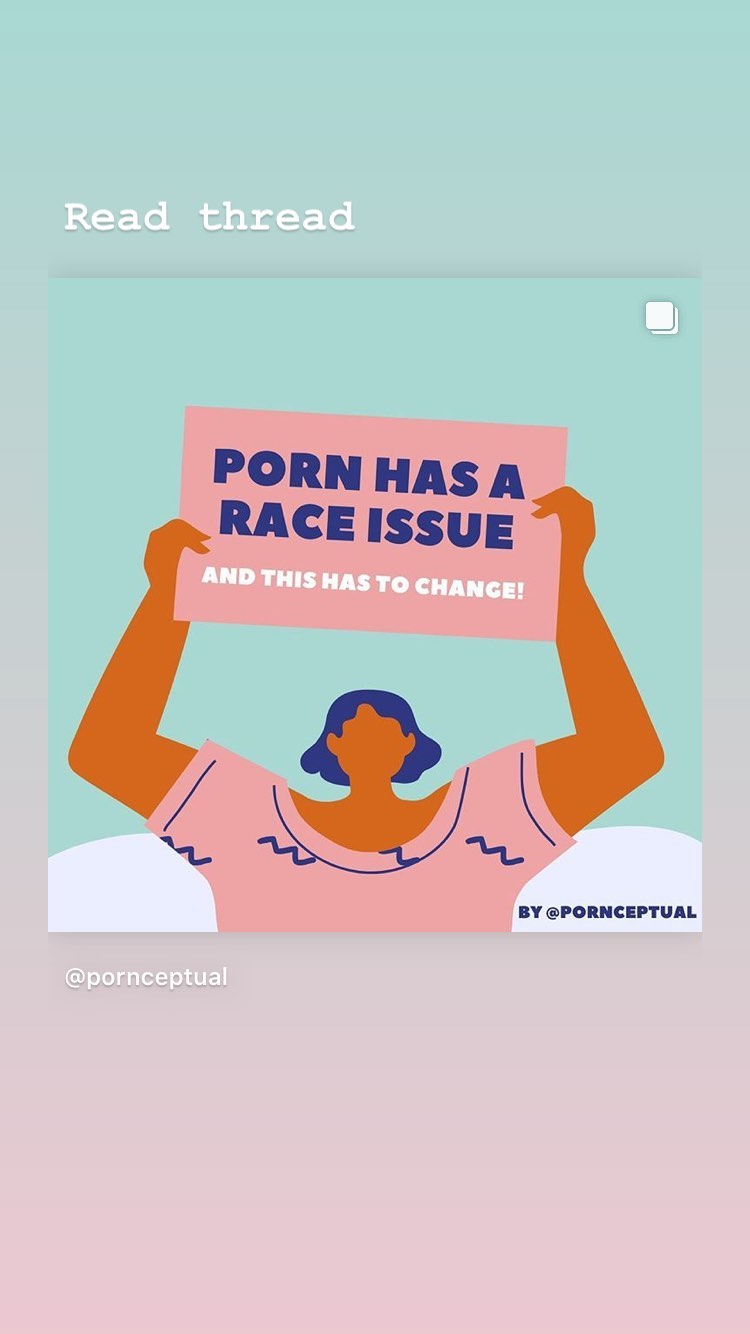 Read thread
PORN HAS A
RACE ISSUE
AND THIS HAS TO CHANGE!
BY @PORNCEPTUAL
@pornceptual